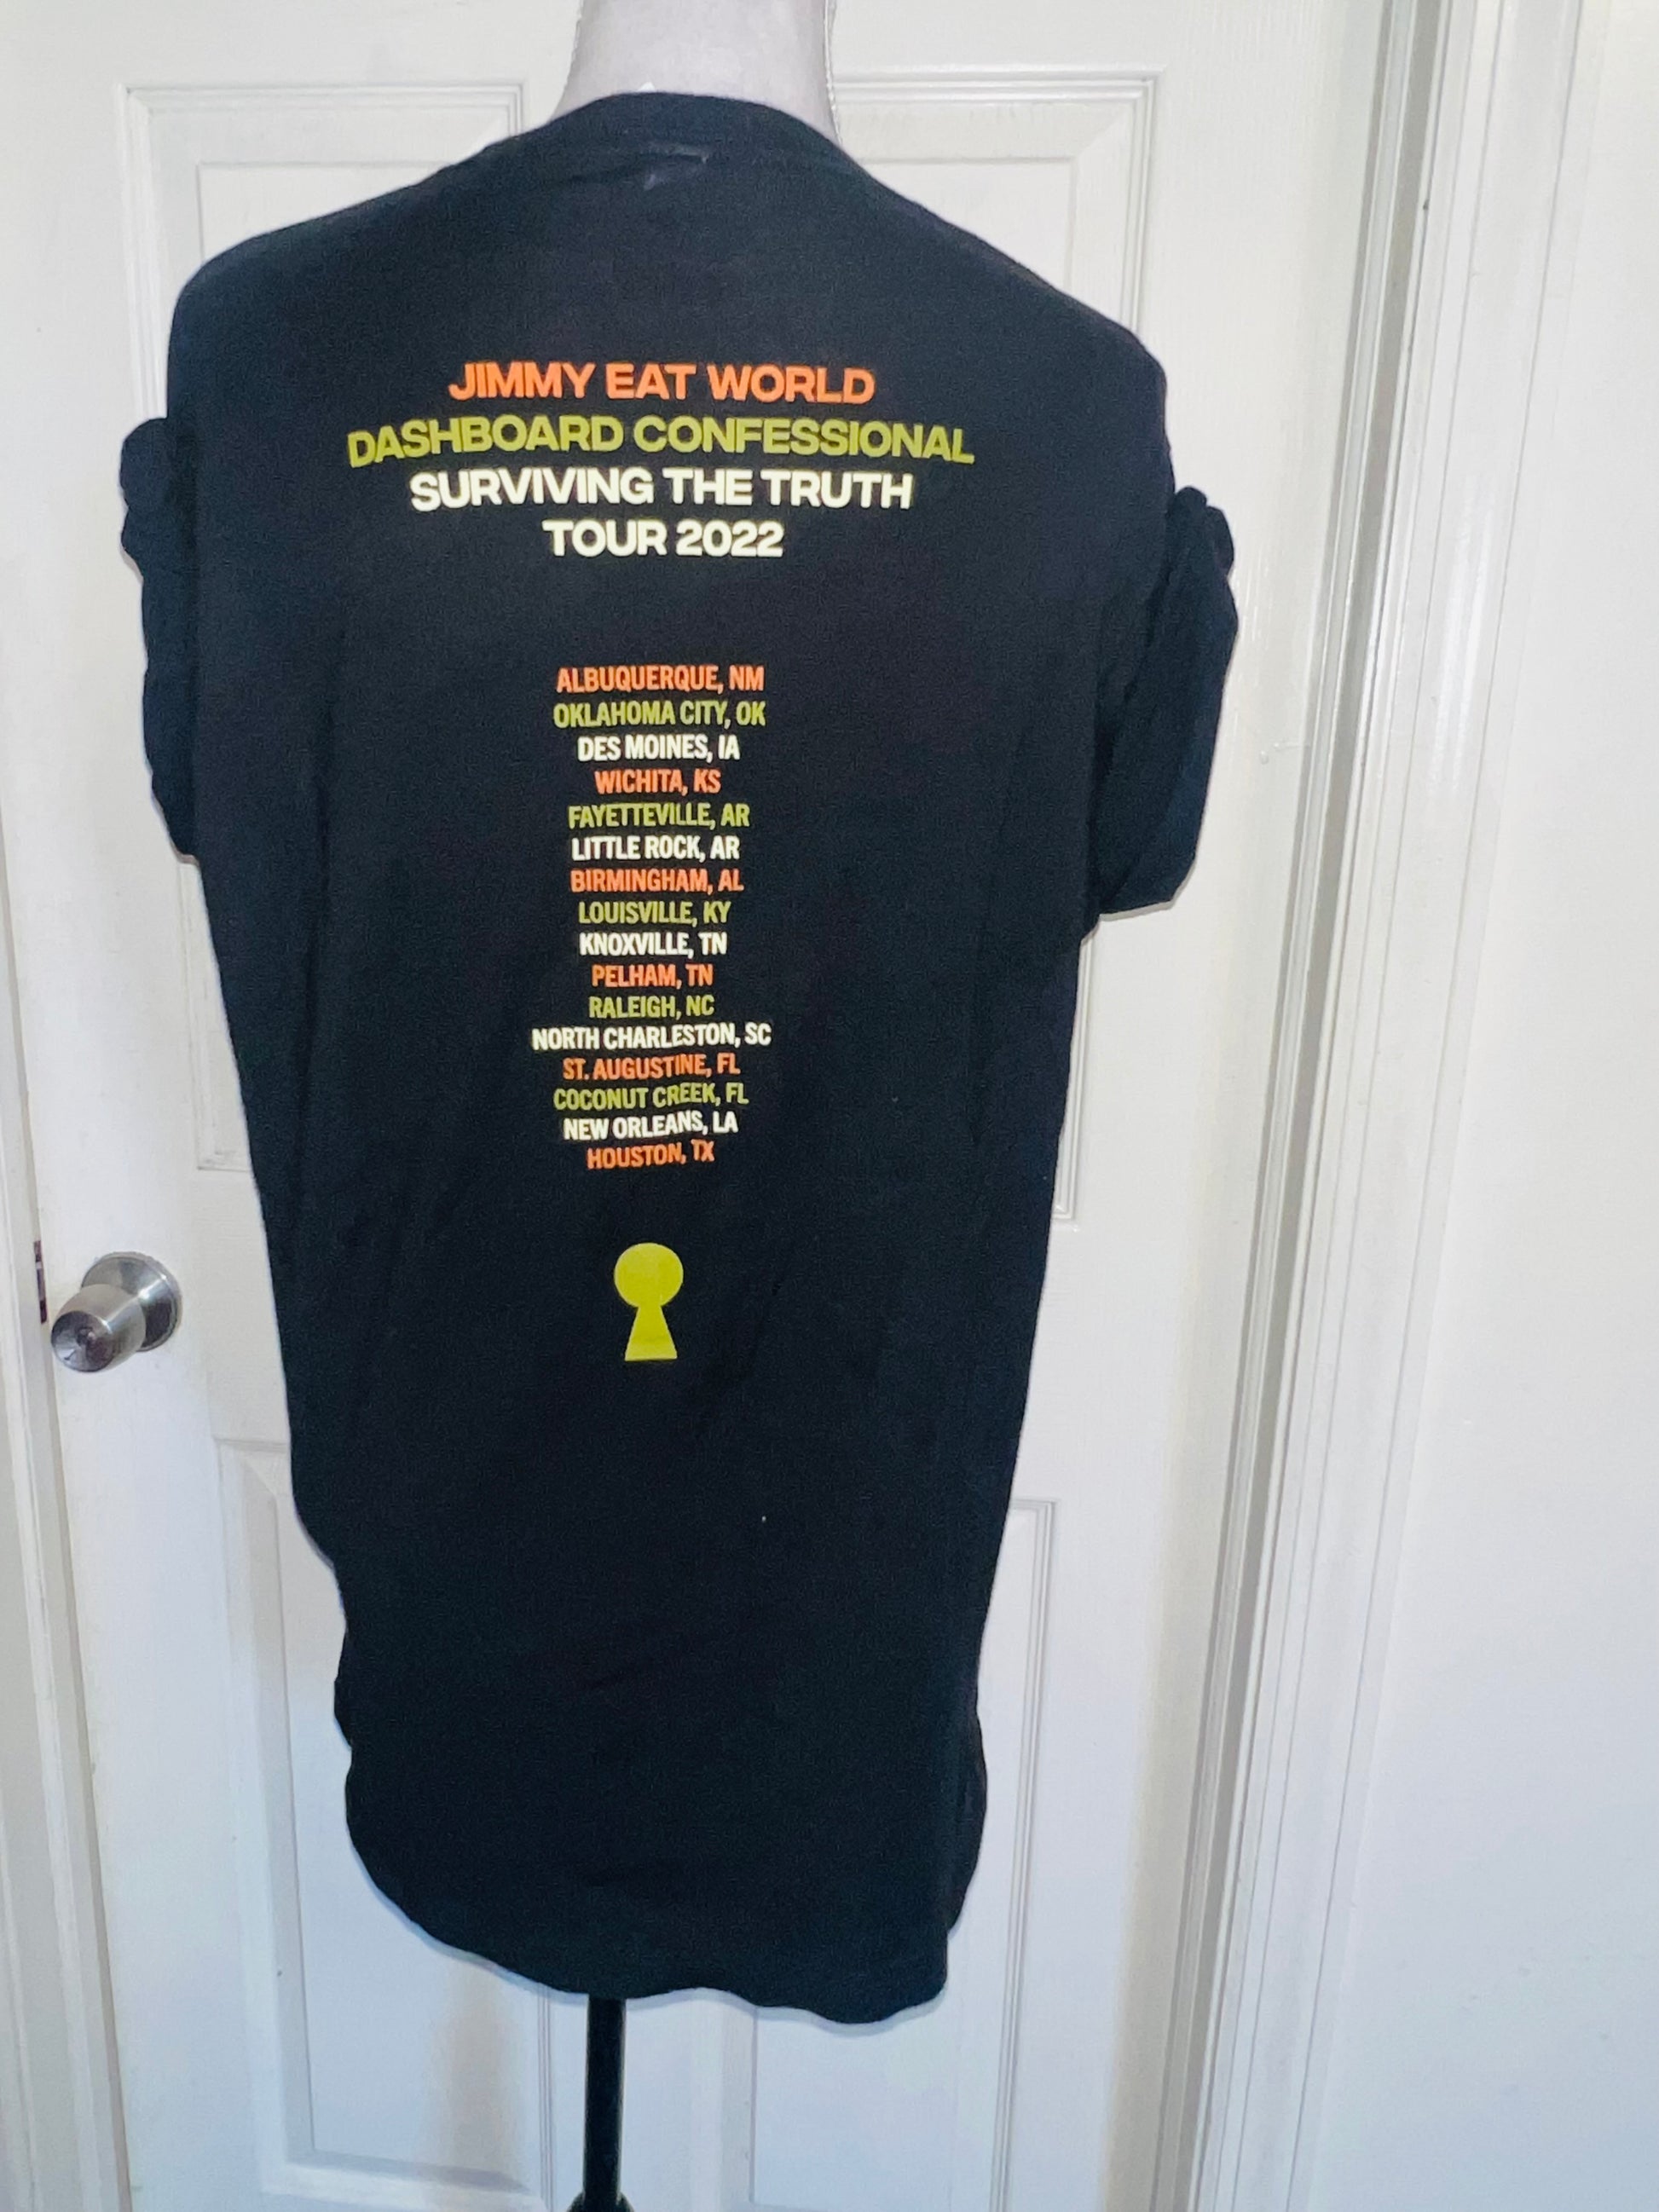 JIMMY EAT WORLD
DASHBOARD CONFESSIONAL
SURVIVING THE TRUTH
TOUR 2022
ALBUQUERQUE, NM
OKLAHOMA CITY, OK
DES MOINES, IA
WICHITA, KS
FAYETTEVILLE, AR
LITTLE ROCK, AR
BIRMINGHAM, AL
LOUISVILLE, KY
KNOXVILLE, TN
PELHAM, TN
RALEIGH, NC
NORTH CHARLESTON, SC
ST. AUGUSTINE, FL
COCONUT CREEK, FL
NEW ORLEANS, LA
HOUSTON, TX